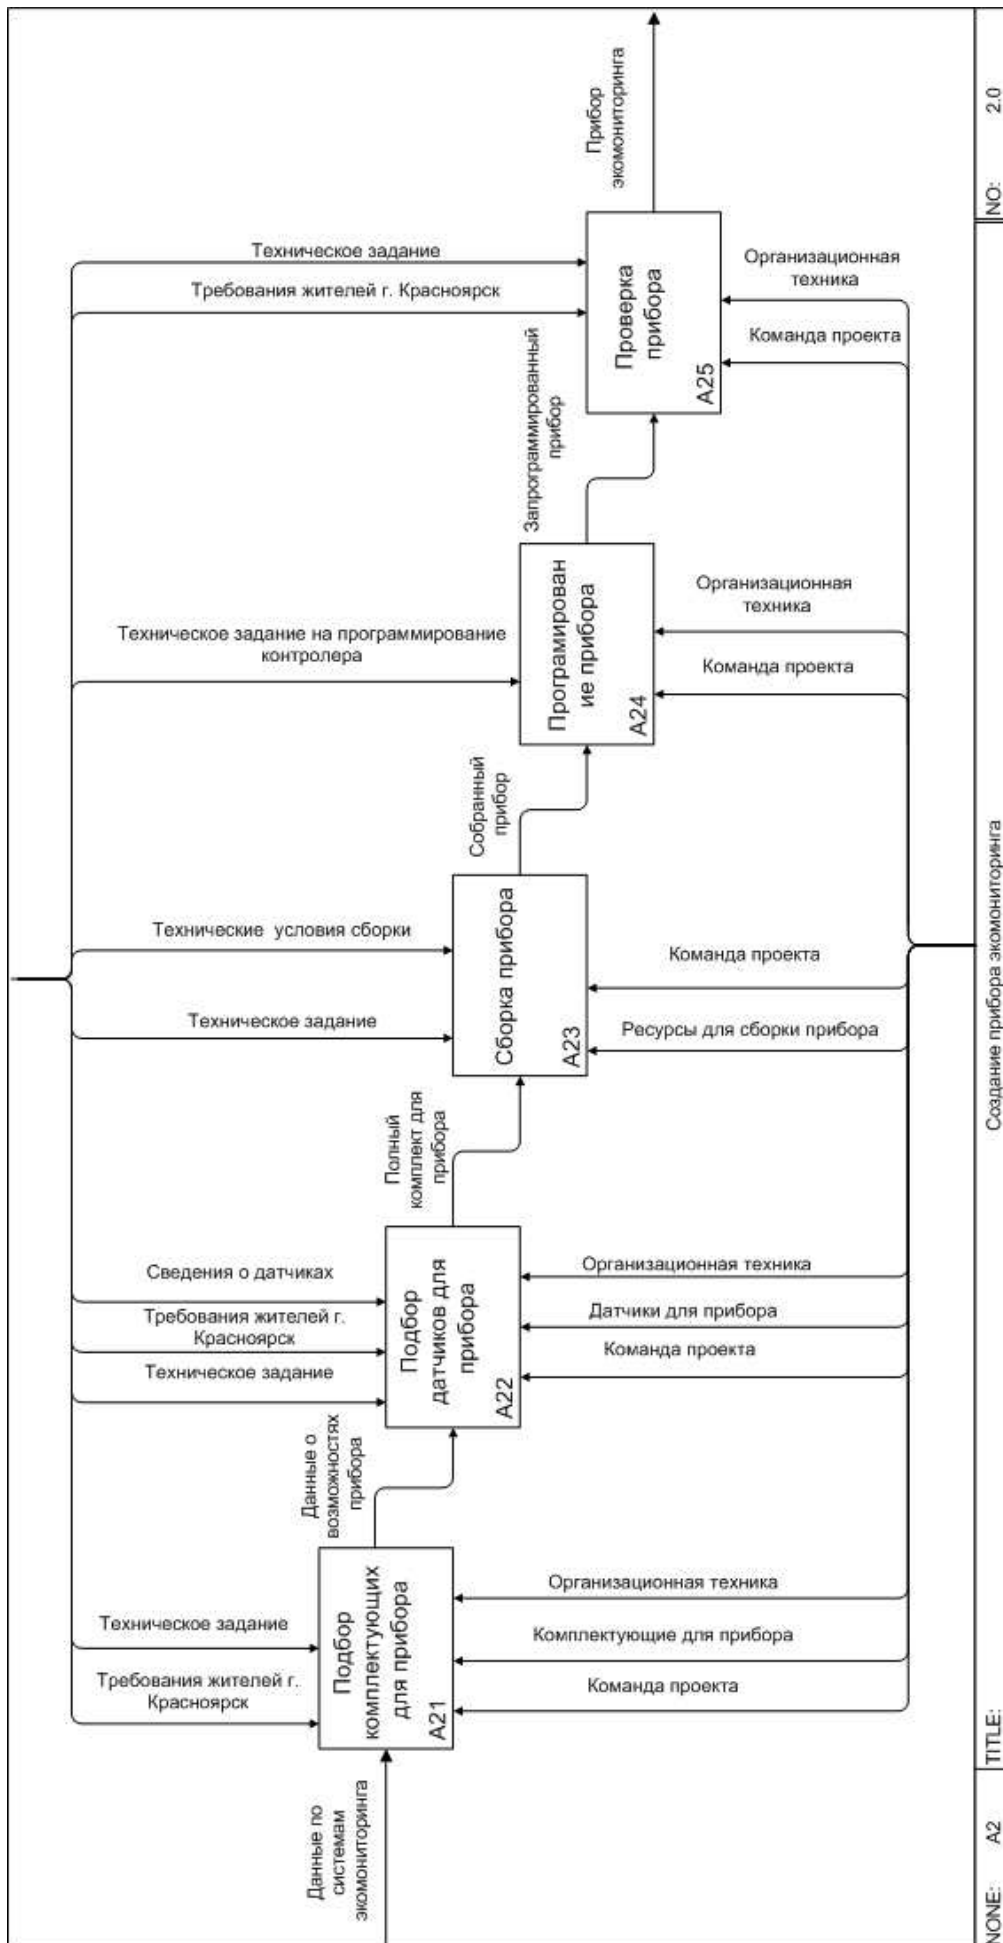 Данные по
системам
экомониторинга
Требования жителей г.
Красноярск
Техническое задание
Подбор
комплектующих
для прибора
A21
Команда проекта
Комплектующие для прибора
Организационная техника
Данные о
возможностях
прибора
Техническое задание
Требования жителей г.
Красноярск
Сведения о датчиках
Подбор
датчиков для
прибора
A22
Команда проекта
Датчики для прибора
Организационная техника
Полный
комплект для
прибора
Техническое задание
Технические условия сборки
Сборка прибора
A23
Ресурсы для сборки прибора
Команда проекта
Собранный
прибор
Техническое задание на программирование
контролера
Програмирован
ие прибора
A24
Команда проекта
Организационная
техника
Запрограммированный
прибор
Требования жителей г. Красноярск
Техническое задание
Проверка
прибора
A25
Команда проекта
Организационная
техника
Прибор
экомониторинга
NONE: A2
TITLE:
Создание прибора экомониторинга
NO: 2.0